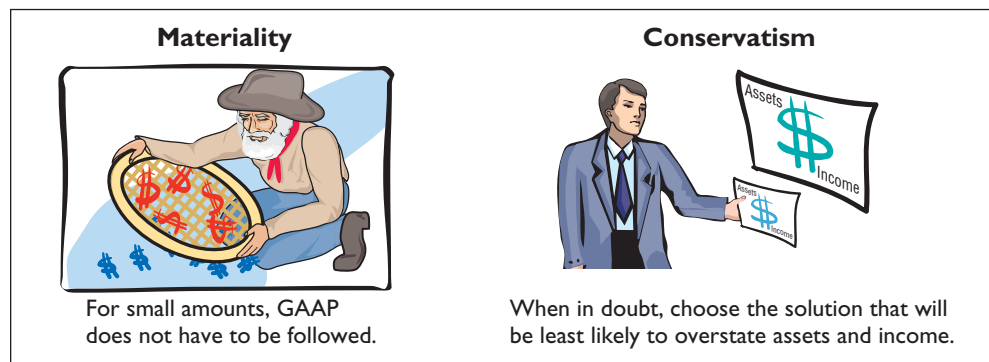 Materiality
For small amounts, GAAP
does not have to be followed.
Conservatism
Assets
$
Income
Assets
$
Income
When in doubt, choose the solution that will
be least likely to overstate assets and income.